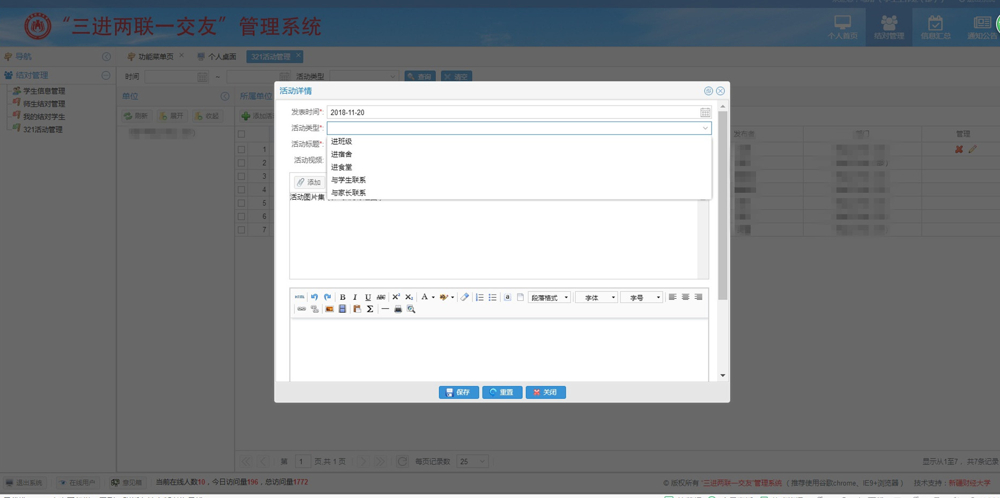 “三进两联一交友”管理系统
个人首页
结对管理
信息汇总
通知公告
导航
功能菜单页
个人桌面
321活动管理
结对管理
时间
~
活动类型
查询
清空
学生信息管理
师生结对管理
我的结对学生
321活动管理
单位
所属单位
刷新
展开
收起
添加活
活动详情
发表时间*:
2018-11-20
活动类型*:
进班级
进宿舍
进食堂
与学生联系
与家长联系
活动标题*:
活动视频:
添加
活动图片集
发布者
部门
管理
1
2
3
4
5
6
7
HTML
B I U ABC X² X₂ A ab a
段落格式
字体
字号
Σ
保存
重置
关闭
第 1 页,共 1 页
每页记录数 25
显示从1至7，共7条记录
退出系统
在线用户
意见箱
当前在线人数10，今日访问量196，总访问量1772
© 版权所有 “三进两联一交友”管理系统 （ 推荐使用谷歌chrome、IE9+浏览器 ） 技术支持：新疆财经大学